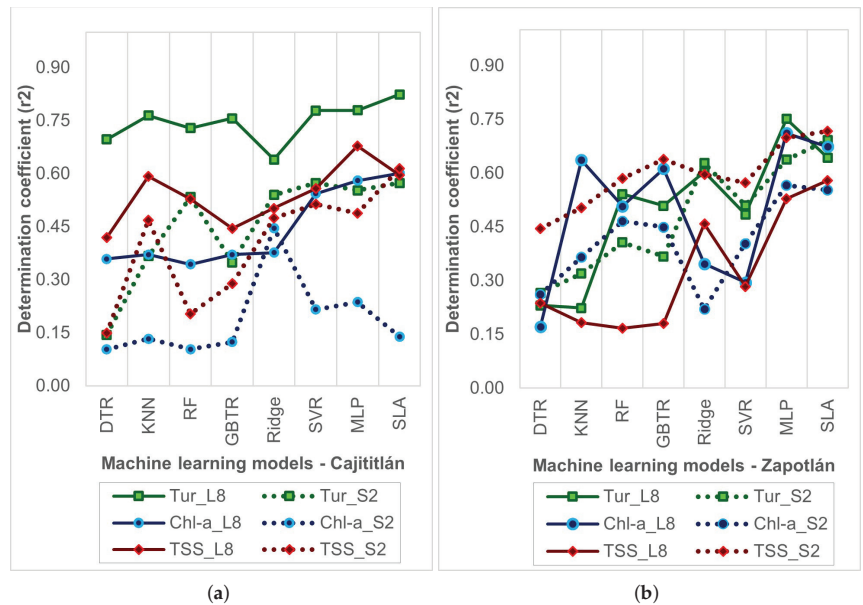 Determination coefficient (r2)
0.90
0.75
0.60
0.45
0.30
0.15
0.00
DTR
KNN
RF
GBTR
Ridge
SVR
MLP
SLA
Machine learning models - Cajititlán
Tur_L8
Tur_S2
Chl-a_L8
Chl-a_S2
TSS_L8
TSS_S2
(a)
Determination coefficient (r2)
0.90
0.75
0.60
0.45
0.30
0.15
0.00
DTR
KNN
RF
GBTR
Ridge
SVR
MLP
SLA
Machine learning models - Zapotlán
Tur_L8
Tur_S2
Chl-a_L8
Chl-a_S2
TSS_L8
TSS_S2
(b)